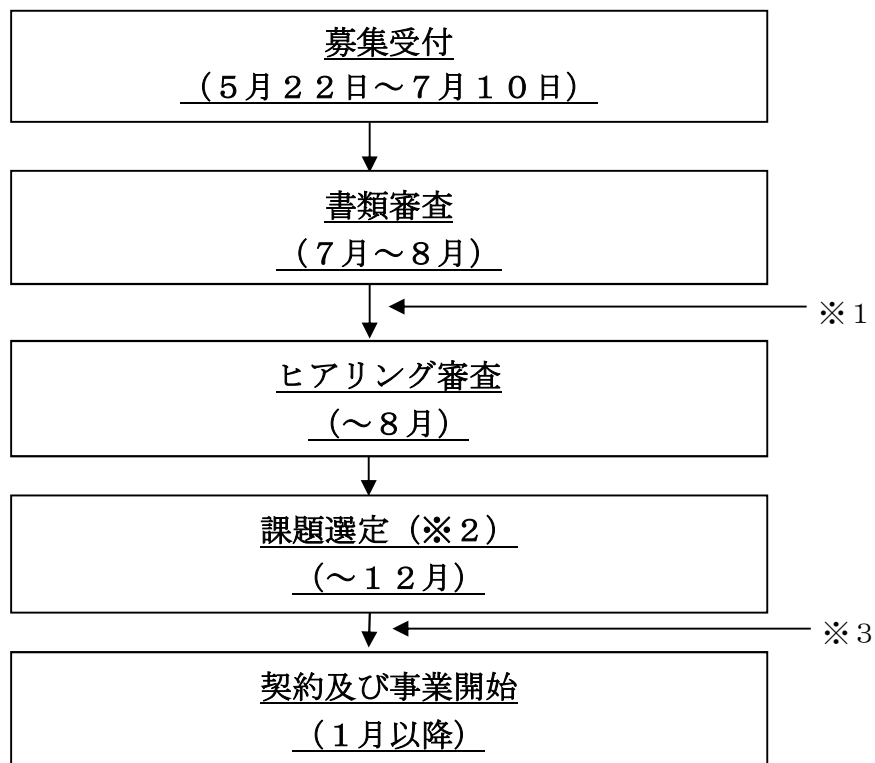 募集受付
（５月２２日～７月１０日）
書類審査
（７月～８月）
※１
ヒアリング審査
（～８月）
課題選定（※２）
（～１２月）
※３
契約及び事業開始
（１月以降）